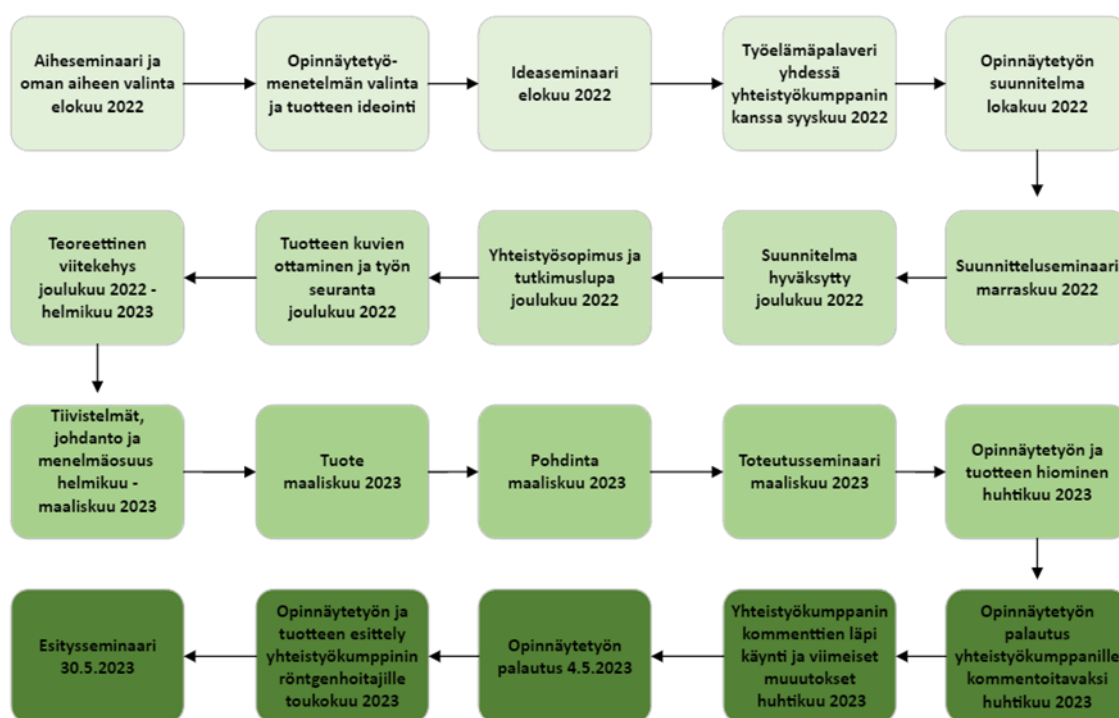 Aiheseminaari ja
oman aiheen valinta
elokuu 2022
Opinnäytetyö-
menetelmän valinta
ja tuotteen ideointi
Ideaseminaari
elokuu 2022
Työelämäpalaveri
yhdessä
yhteistyökumppanin
kanssa syyskuu 2022
Opinnäytetyön
suunnitelma
lokakuu 2022
Teoreettinen
viitekehys
joulukuu 2022 -
helmikuu 2023
Tuotteen kuvien
ottaminen ja työn
seuranta
joulukuu 2022
Yhteistyösopimus ja
tutkimuslupa
joulukuu 2022
Suunnitelma
hyväksytty
joulukuu 2022
Suunnitteluseminaari
marraskuu 2022
Tiivistelmät,
johdanto ja
menelmäosuus
helmikuu -
maaliskuu 2023
Tuote
maaliskuu 2023
Pohdinta
maaliskuu 2023
Toteutusseminaari
maaliskuu 2023
Opinnäytetyön ja
tuotteen hiominen
huhtikuu 2023
Esitysseminaari
30.5.2023
Opinnäytetyön ja
tuotteen esittely
yhteistyökumppinin
röntgenhoitajille
toukokuu 2023
Opinnäytetyön
palautus 4.5.2023
Yhteistyökumppanin
kommenttien läpi
käynti ja viimeiset
muuutokset
huhtikuu 2023
Opinnäytetyön
palautus
yhteistyökumppanille
kommentoitavaksi
huhtikuu 2023